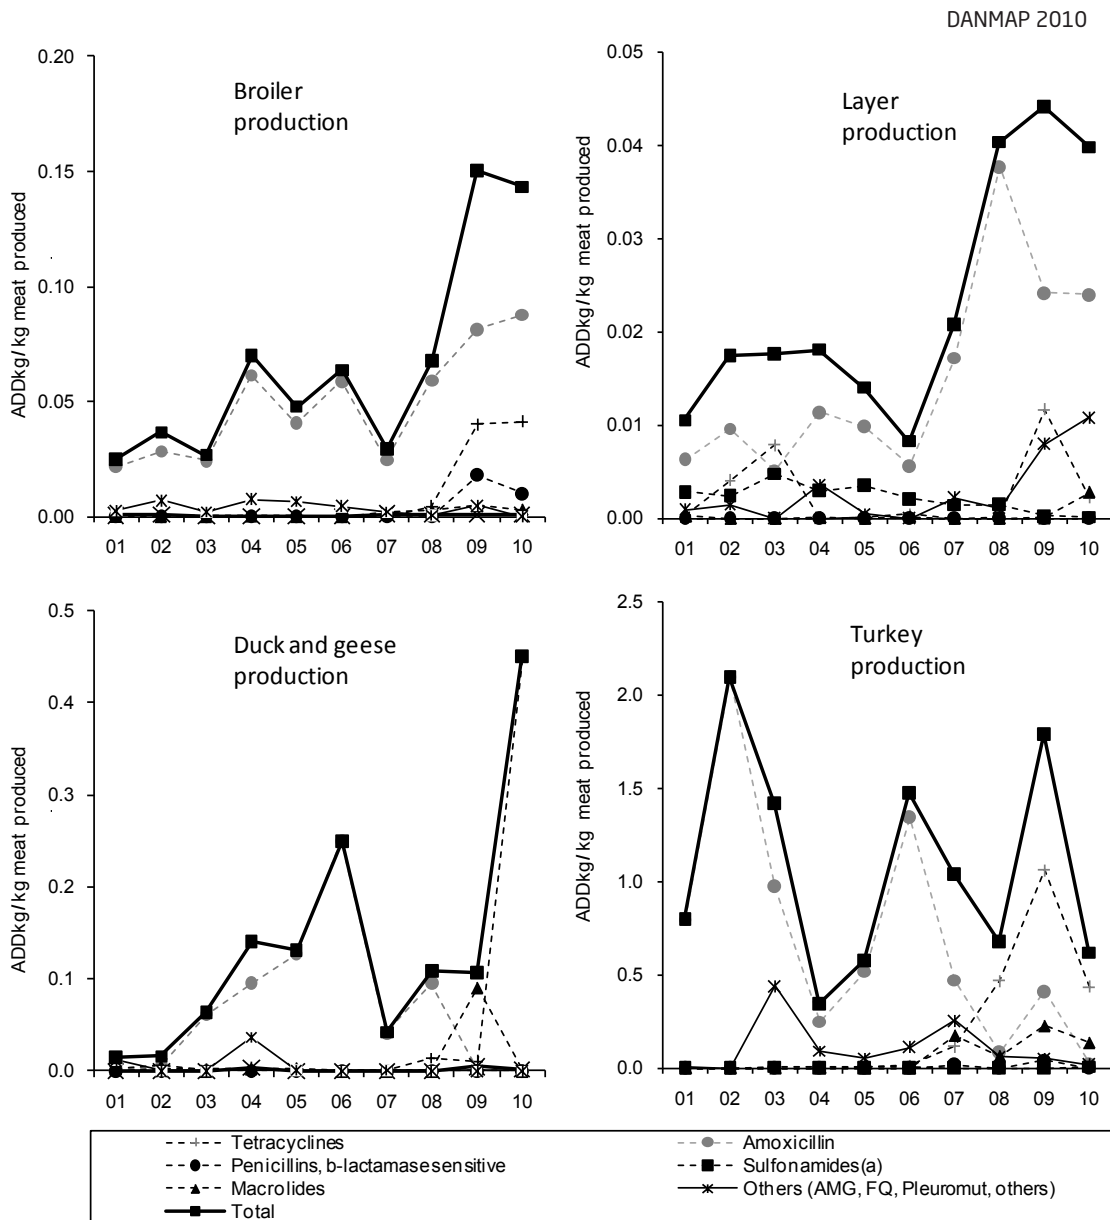 DANMAP 2010
0.20
0.15
0.10
0.05
0.00
ADDkg/kg meat produced
Broiler
production
01 02 03 04 05 06 07 08 09 10
0.05
0.04
0.03
0.02
0.01
0.00
ADDkg/kg meat produced
Layer
production
01 02 03 04 05 06 07 08 09 10
0.5
0.4
0.3
0.2
0.1
0.0
ADDkg/kg meat produced
Duck and geese
production
01 02 03 04 05 06 07 08 09 10
2.5
2.0
1.5
1.0
0.5
0.0
ADDkg/kg meat produced
Turkey
production
01 02 03 04 05 06 07 08 09 10
Tetracyclines
Amoxicillin
Penicillins, b-lactamasesensitive
Sulfonamides(a)
Macrolides
Others (AMG, FQ, Pleuromut, others)
Total